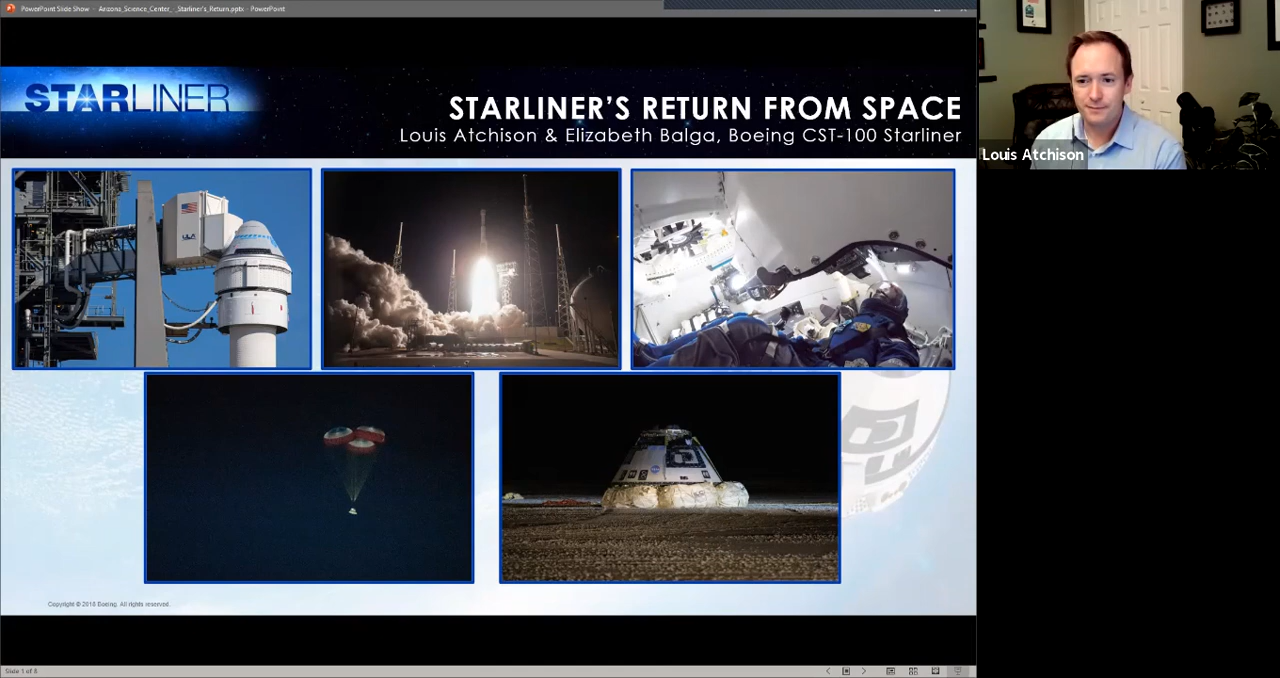 PowerPoint Slide Show - Arizona_Science_Center_-_Starliner's_Return.pptx - PowerPoint
STARLINER
STARLINER'S RETURN FROM SPACE
Louis Atchison & Elizabeth Balga, Boeing CST-100 Starliner
Louis Atchison
ULA
Copyright © 2018 Boeing. All rights reserved.
Slide 1 of 8